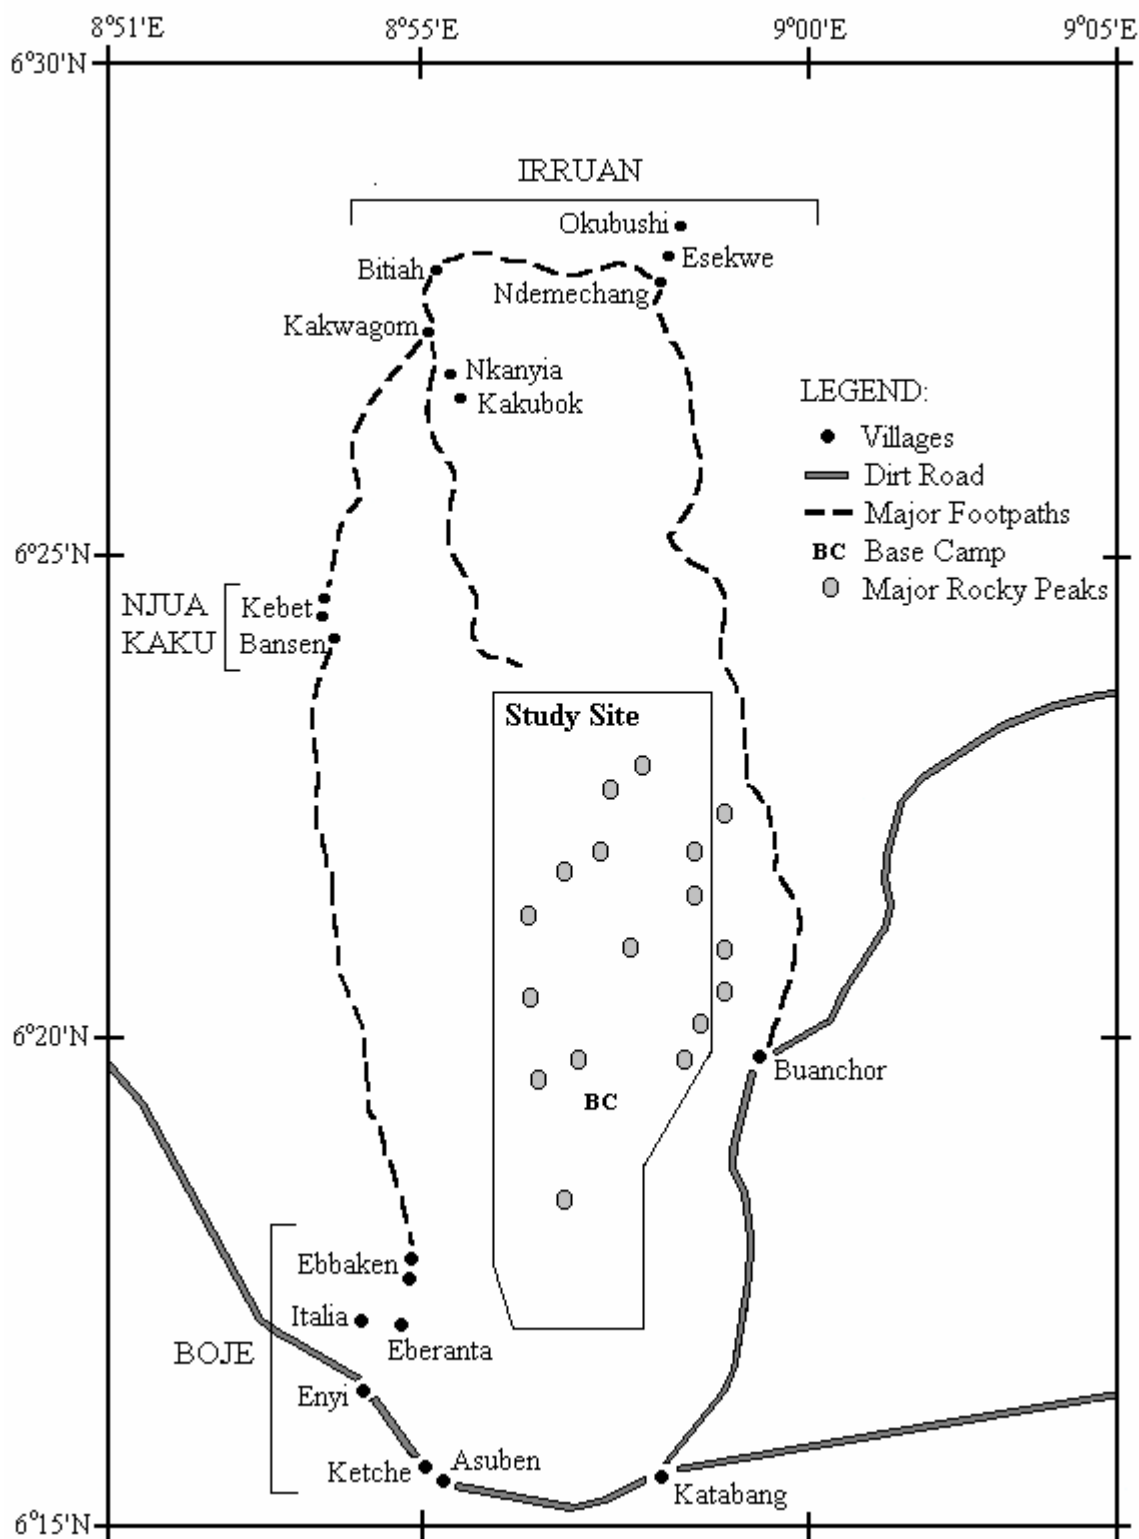 8°51'E 8°55'E 9°00'E 9°05'E
6°30'N
IRRUAN
Okubushi
Esekwe
Bitiah
Ndemechang
Kakwagom
Nkanyia
Kakubok
LEGEND:
Villages
Dirt Road
Major Footpaths
BC Base Camp
Major Rocky Peaks
6°25'N
NJUA
KAKU
Kebet
Bansen
Study Site
6°20'N
Buanchor
BC
Ebbaken
Italia
Eberanta
BOJE
Enyi
Asuben
Ketche
Katabang
6°15'N